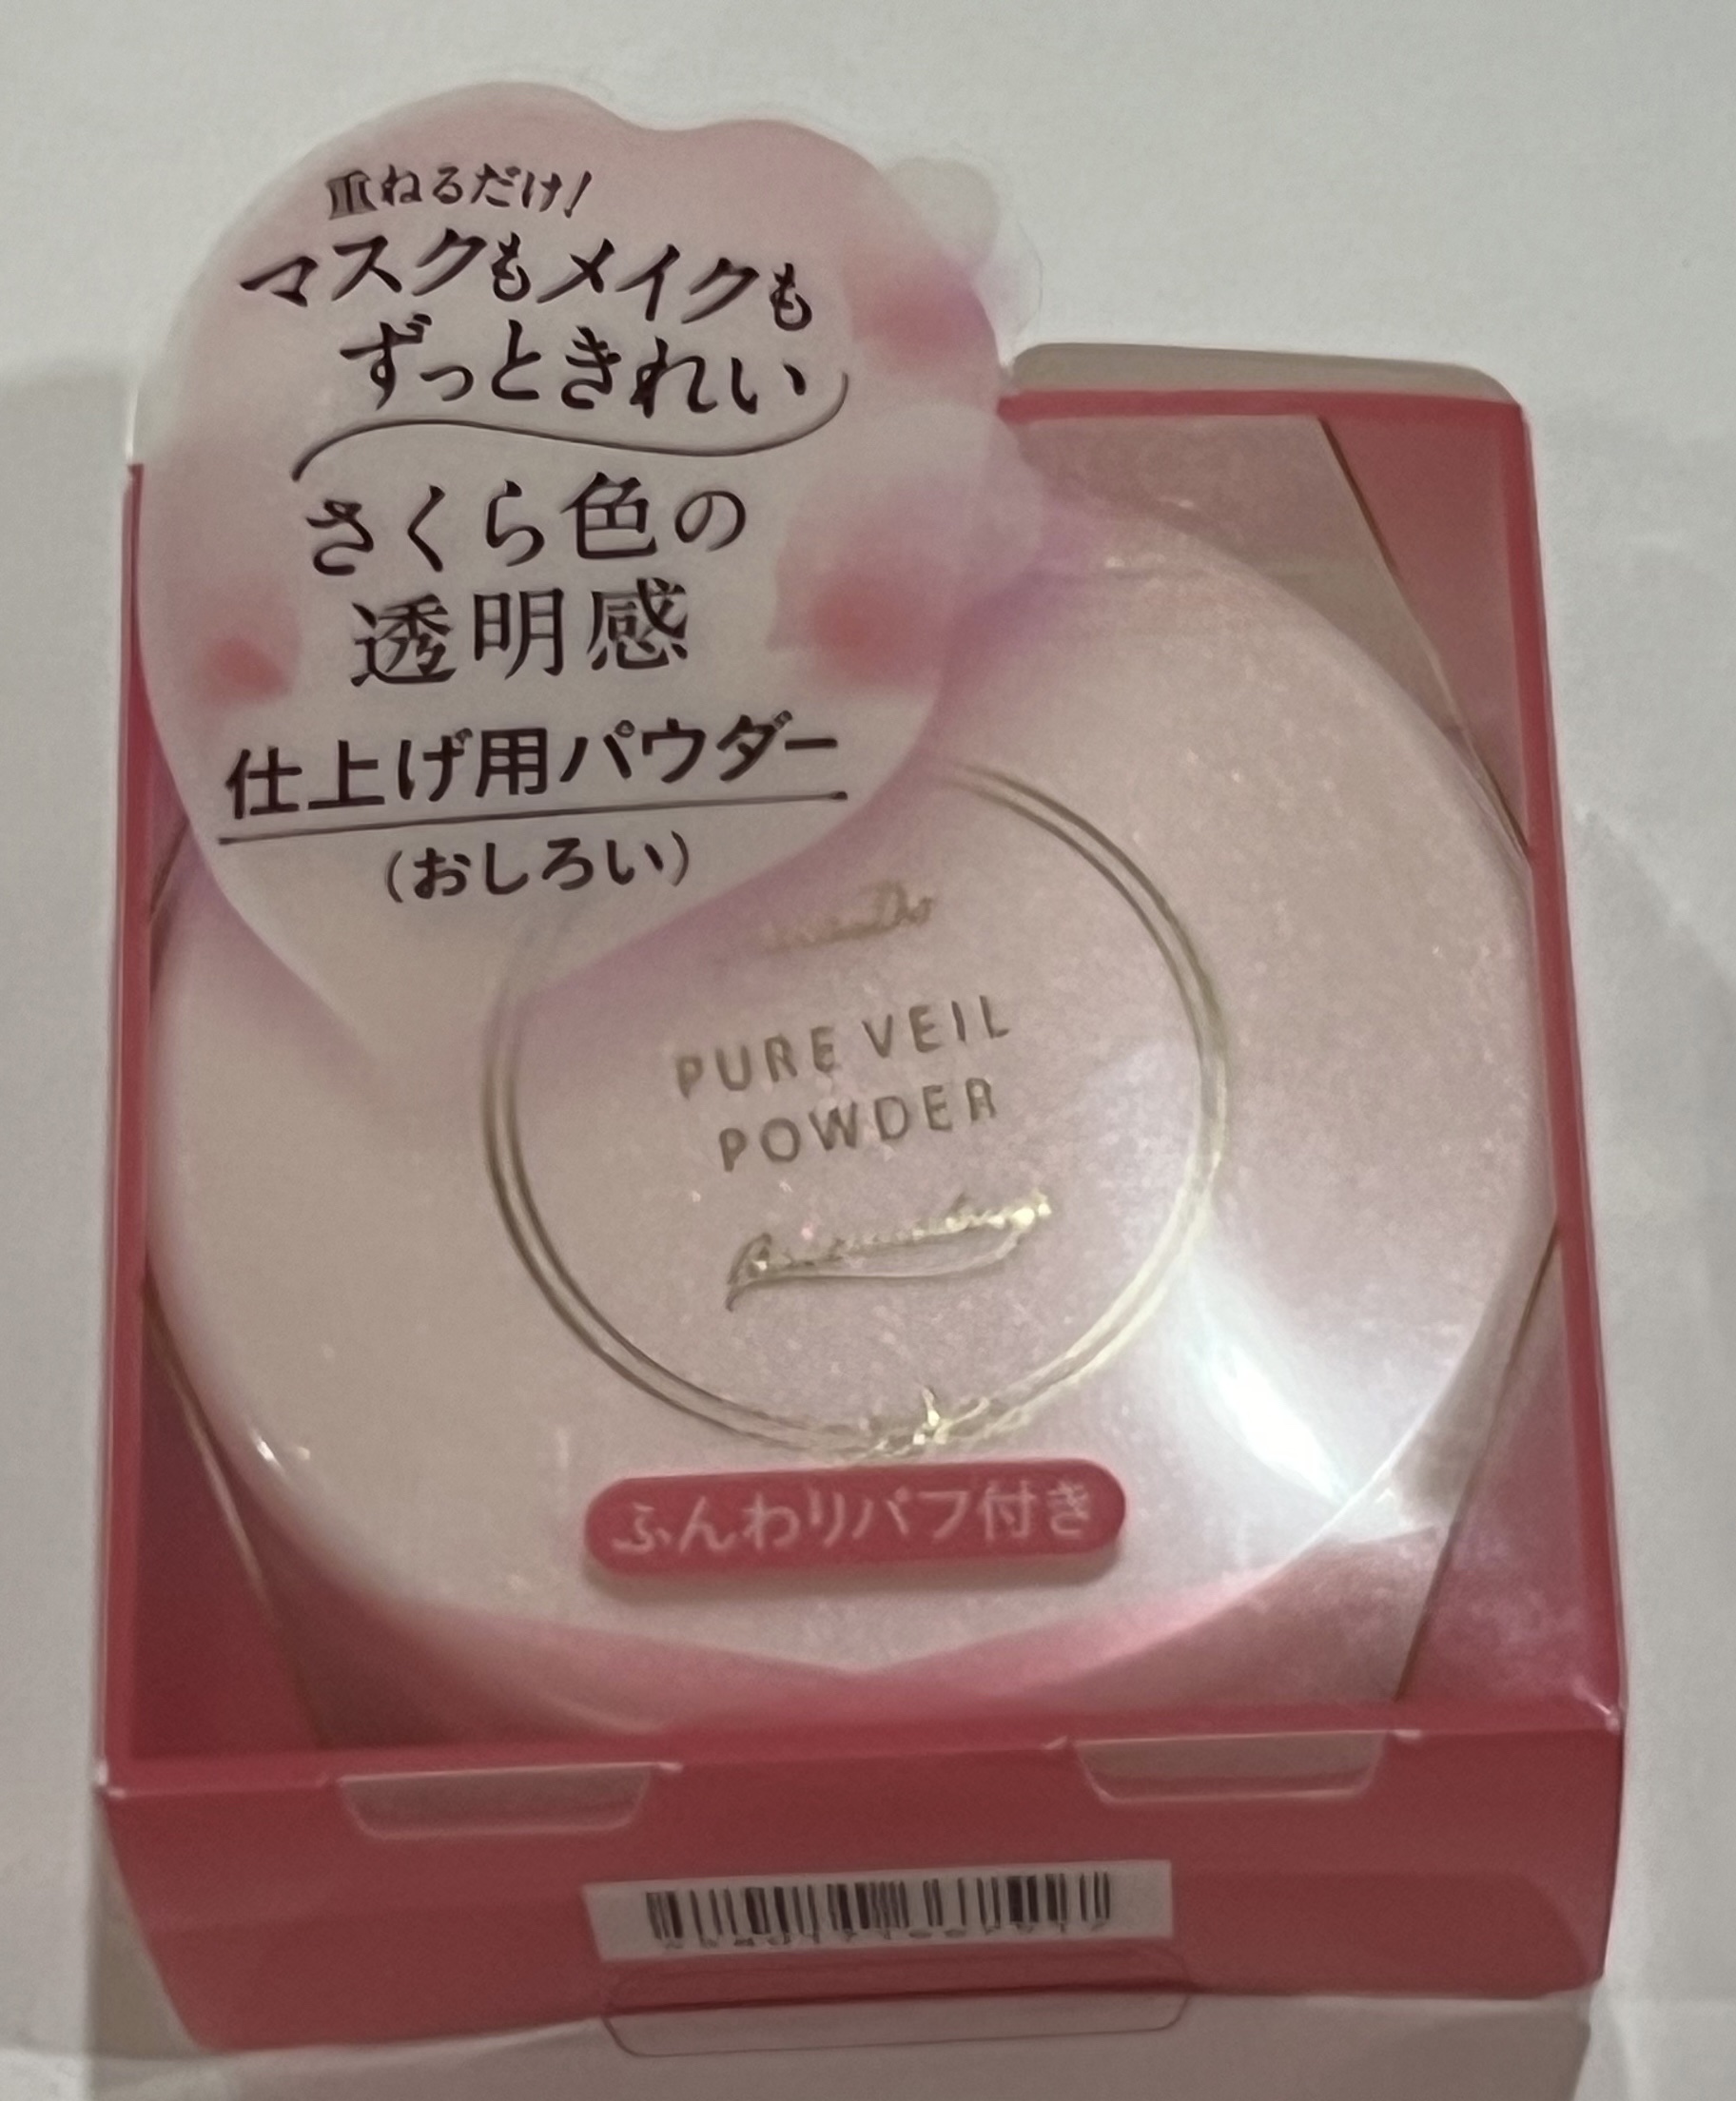 重ねるだけ!
マスクもメイクも
ずっときれい
さくら色の
透明感
仕上げ用パウダー
(おしろい)
PURE VEIL
POWDER
ふんわりパフ付き